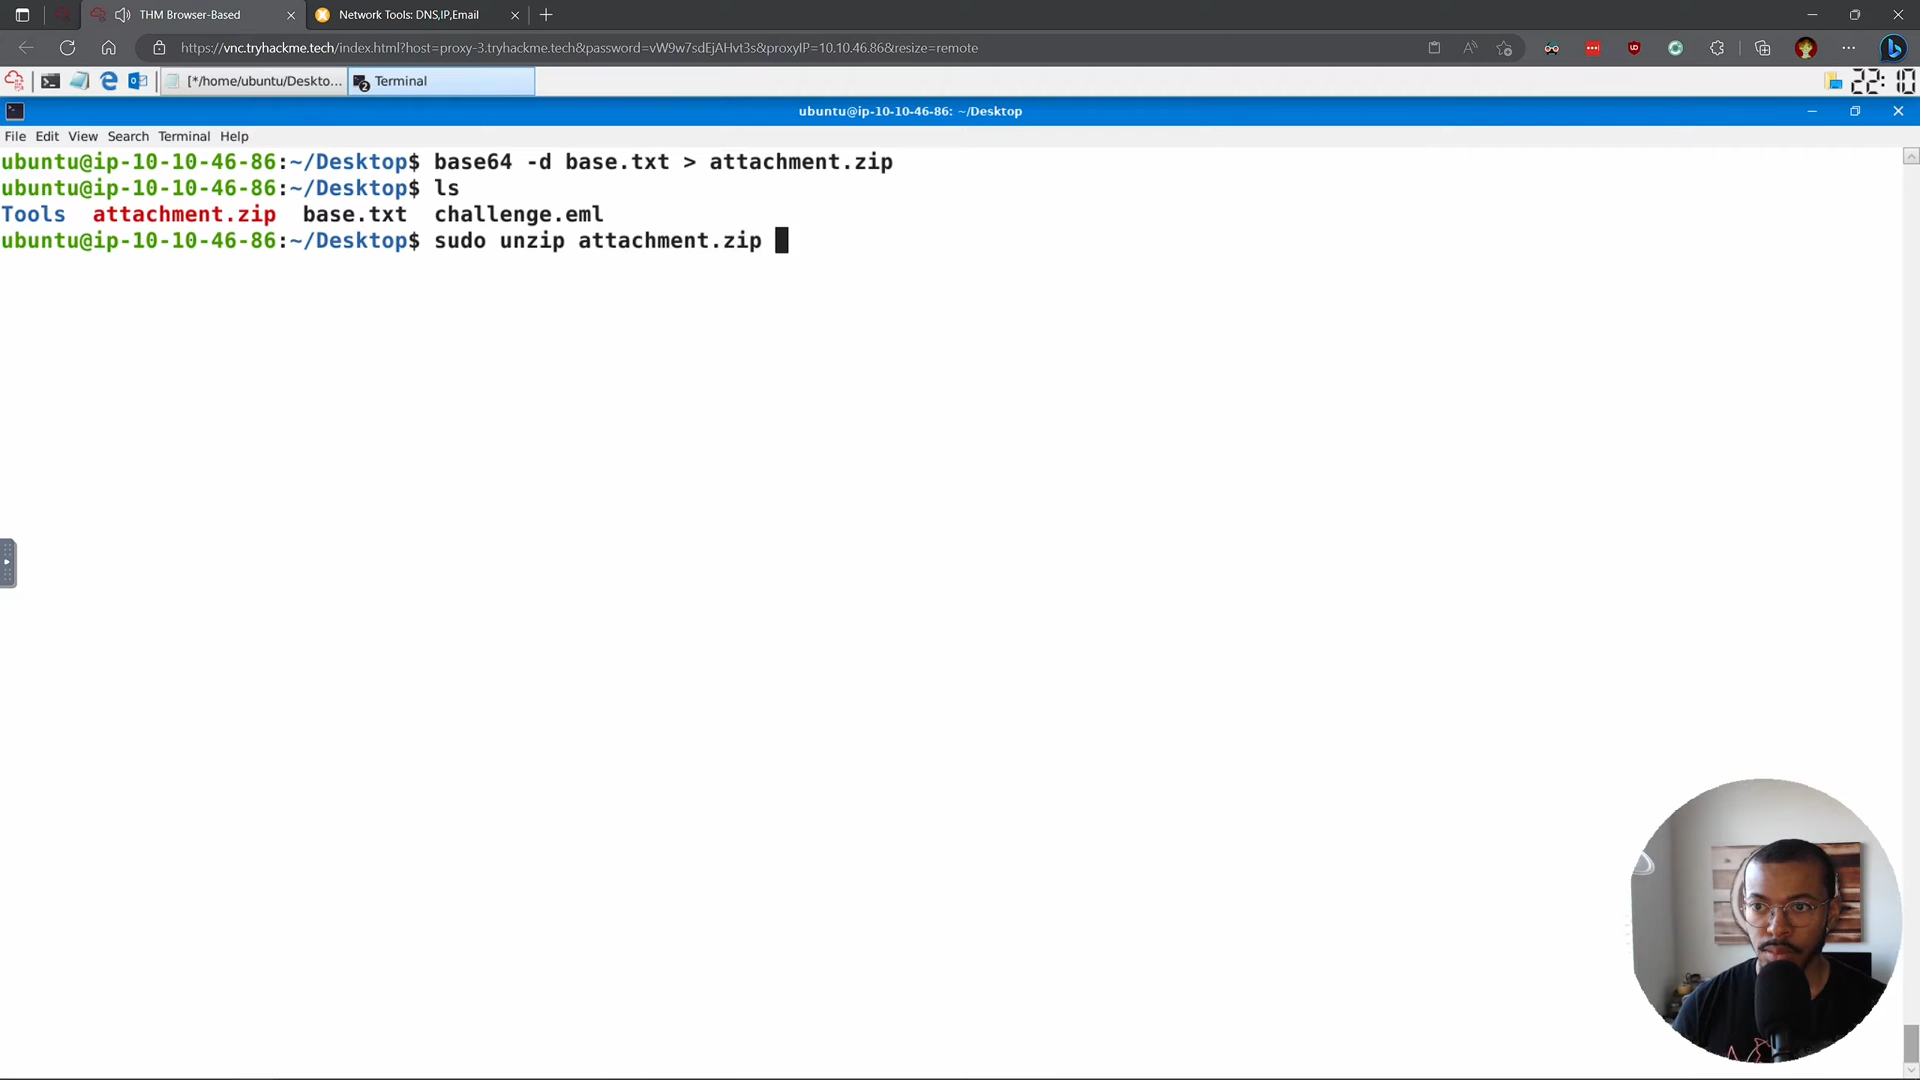 THM Browser-Based
Network Tools: DNS,IP,Email
https://vnc.tryhackme.tech/index.html?host=proxy-3.tryhackme.tech&password=vW9w7sdEjAHvt3s&proxyIP=10.10.46.86&resize=remote
[*/home/ubuntu/Deskto... Terminal 22:10
ubuntu@ip-10-10-46-86: ~/Desktop
File Edit View Search Terminal Help
ubuntu@ip-10-10-46-86:~/Desktop$ base64 -d base.txt > attachment.zip
ubuntu@ip-10-10-46-86:~/Desktop$ ls
Tools attachment.zip base.txt challenge.eml
ubuntu@ip-10-10-46-86:~/Desktop$ sudo unzip attachment.zip